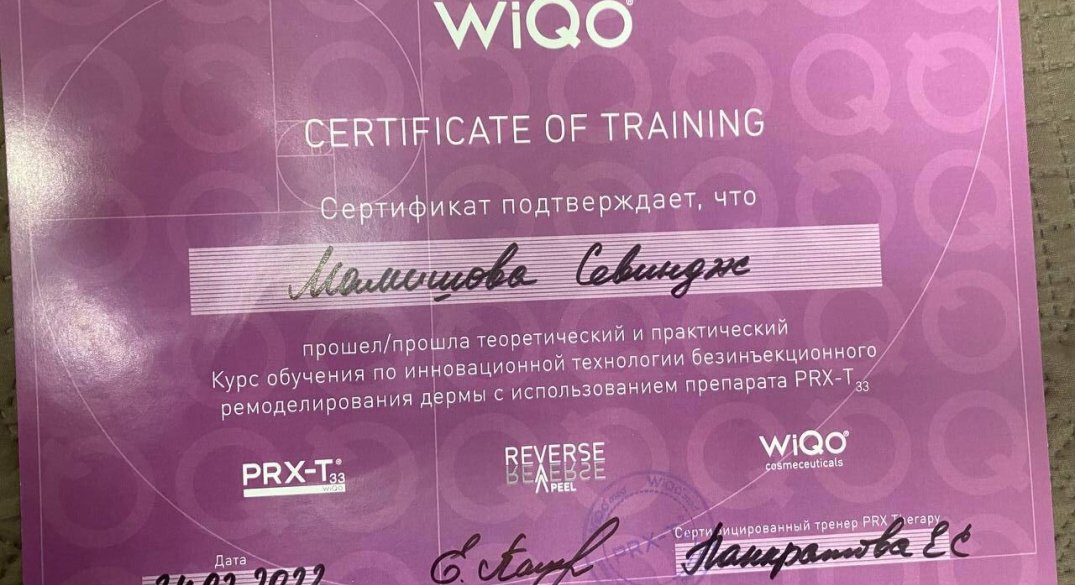 WiQo®
CERTIFICATE OF TRAINING
Сертификат подтверждает, что
Мамишова Севиндж
прошел/прошла теоретический и практический
Курс обучения по инновационной технологии безинъекционного
ремоделирования дермы с использованием препарата PRX-T33
PRX-T33®
WiQo
REVERSE
PEEL
WiQo®
cosmeceuticals
Сертифицированный тренер PRX Therapy
Панкратова Е С
Дата